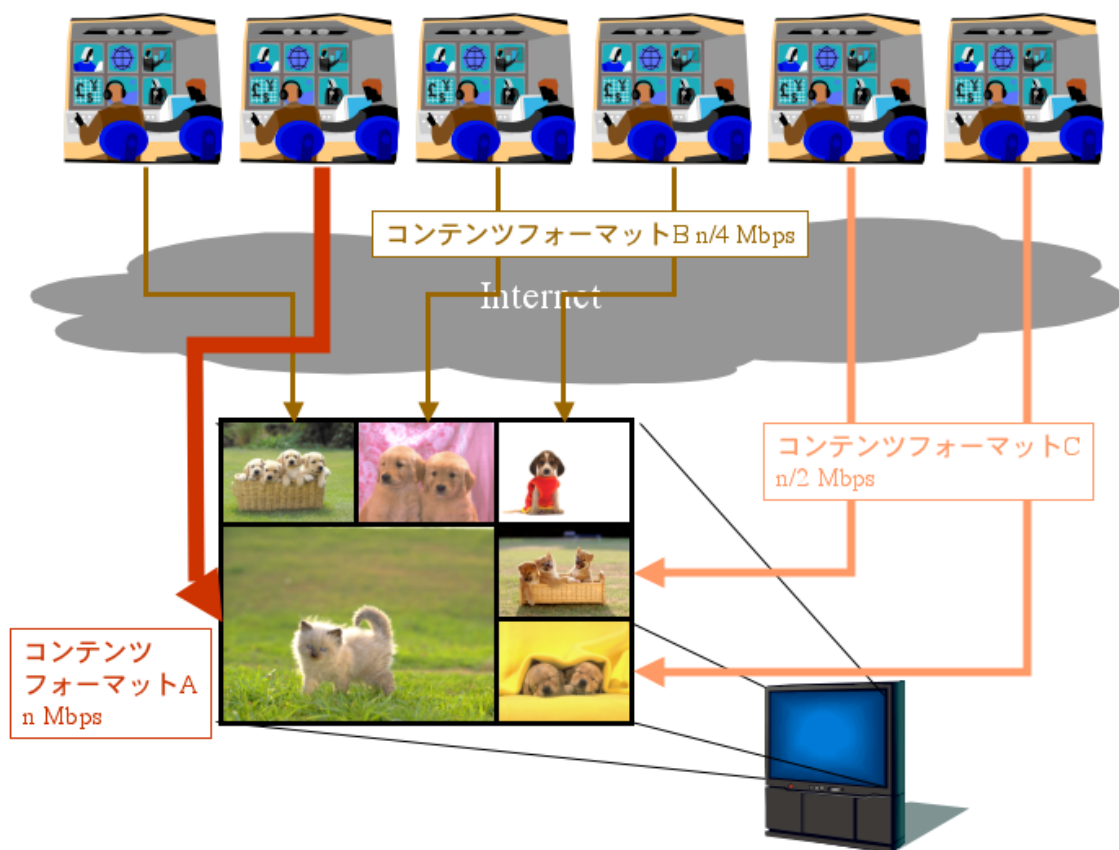 コンテンツフォーマットB n/4 Mbps
Internet
コンテンツフォーマットC
n/2 Mbps
コンテンツ
フォーマットA
n Mbps